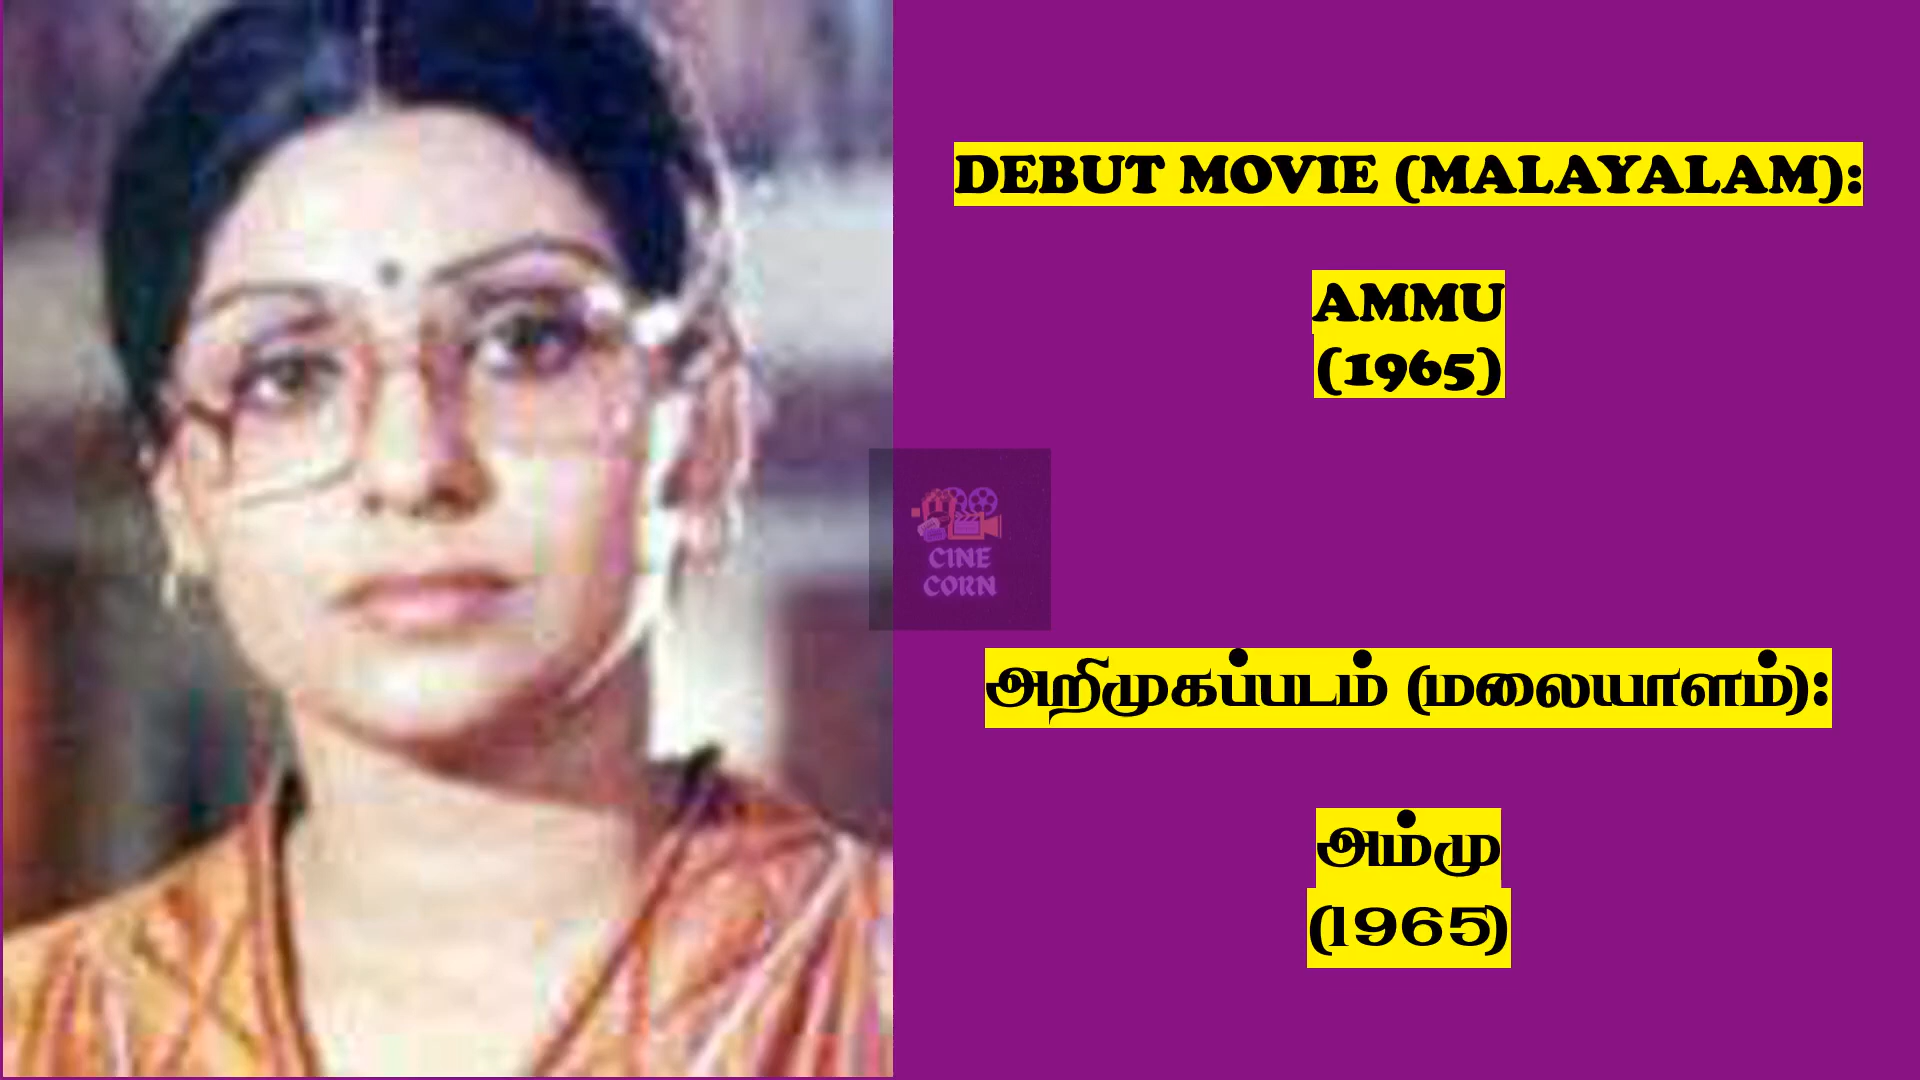 DEBUT MOVIE (MALAYALAM):
AMMU
(1965)
CINE
CORN
அறிமுகப்படம் (மலையாளம்):
அம்மு
(1965)